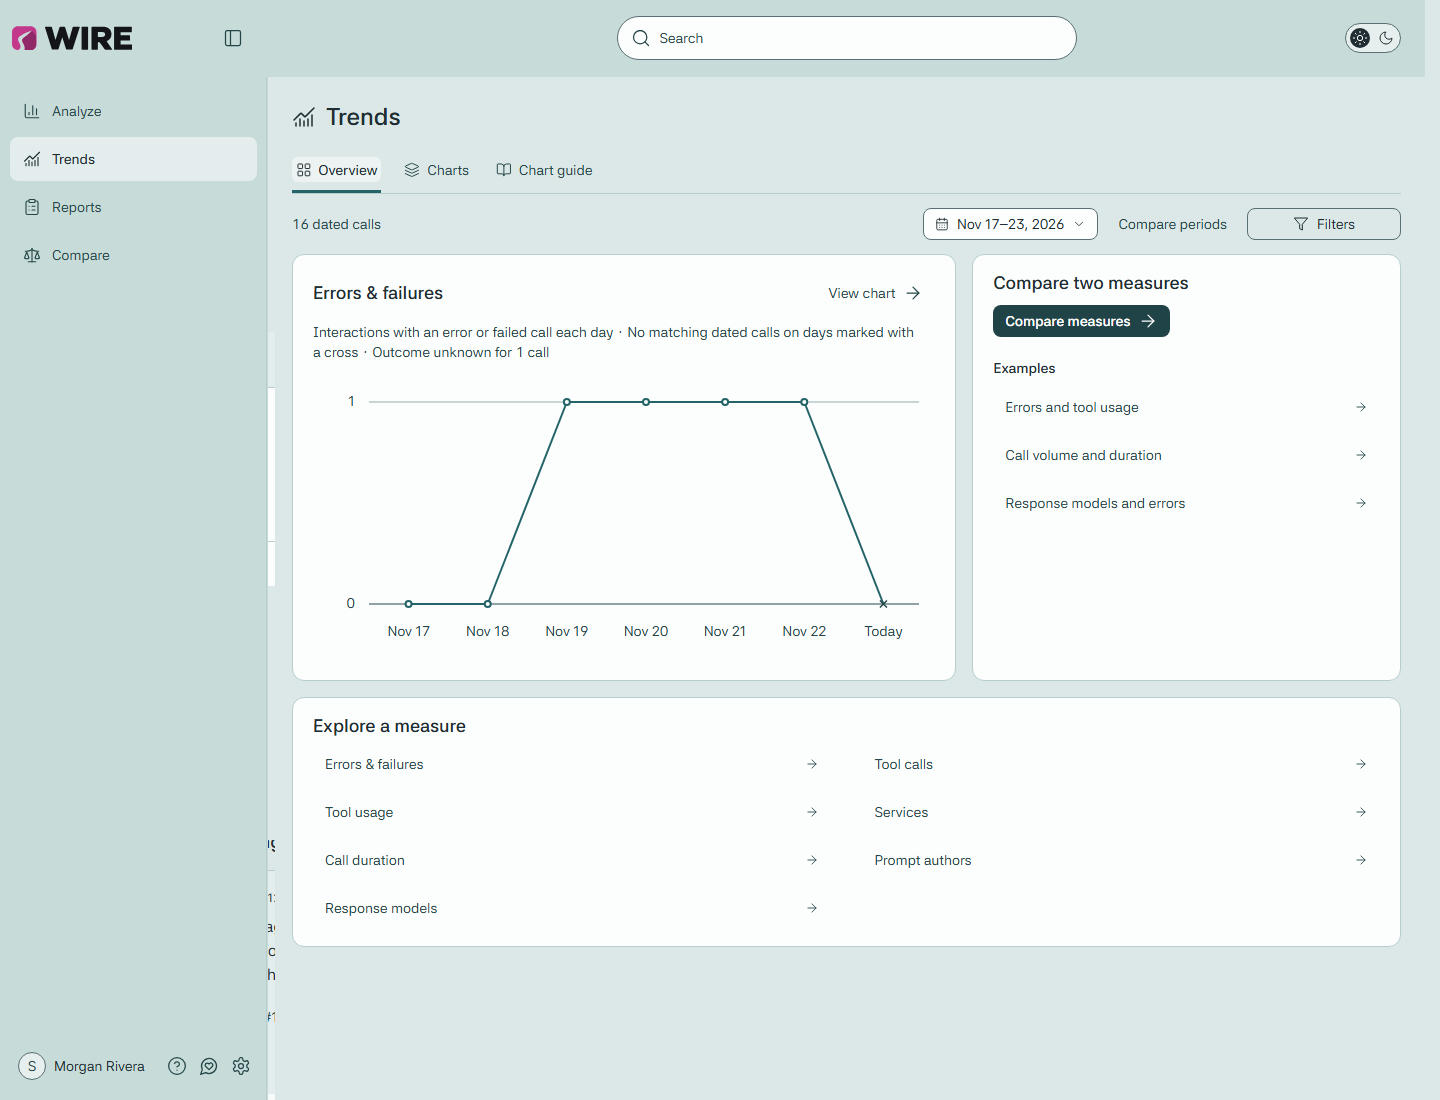 WIRE
Search
Analyze
Trends
Reports
Compare
Trends
Overview
Charts
Chart guide
16 dated calls
Nov 17–23, 2026
Compare periods
Filters
Errors & failures
View chart
Interactions with an error or failed call each day · No matching dated calls on days marked with
a cross · Outcome unknown for 1 call
1
0
Nov 17
Nov 18
Nov 19
Nov 20
Nov 21
Nov 22
Today
Compare two measures
Compare measures
Examples
Errors and tool usage
Call volume and duration
Response models and errors
Explore a measure
Errors & failures
Tool calls
Tool usage
Services
Call duration
Prompt authors
Response models
S
Morgan Rivera